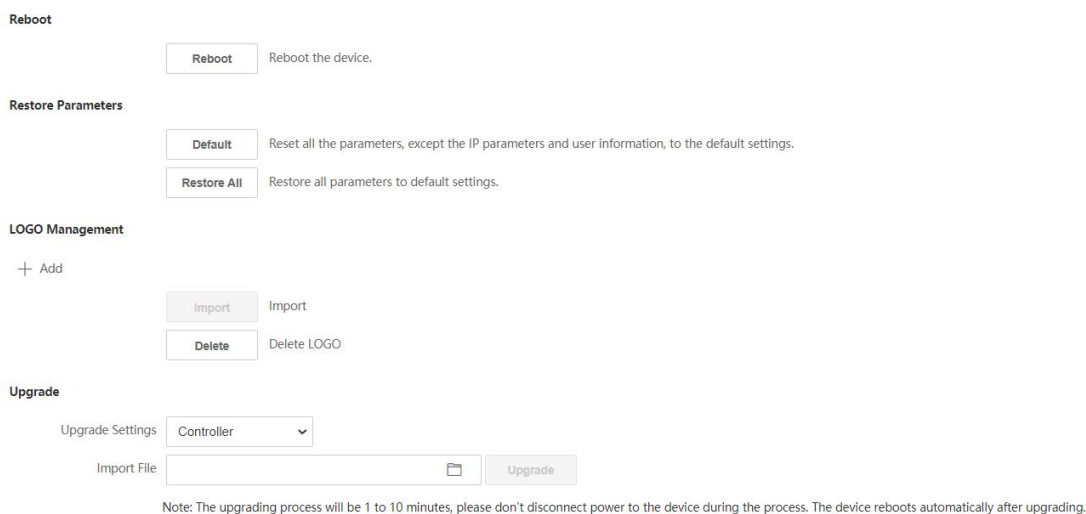 Reboot
Reboot Reboot the device.
Restore Parameters
Default Reset all the parameters, except the IP parameters and user information, to the default settings.
Restore All Restore all parameters to default settings.
LOGO Management
+ Add
Import Import
Delete Delete LOGO
Upgrade
Upgrade Settings Controller
Import File Upgrade
Note: The upgrading process will be 1 to 10 minutes, please don't disconnect power to the device during the process. The device reboots automatically after upgrading.